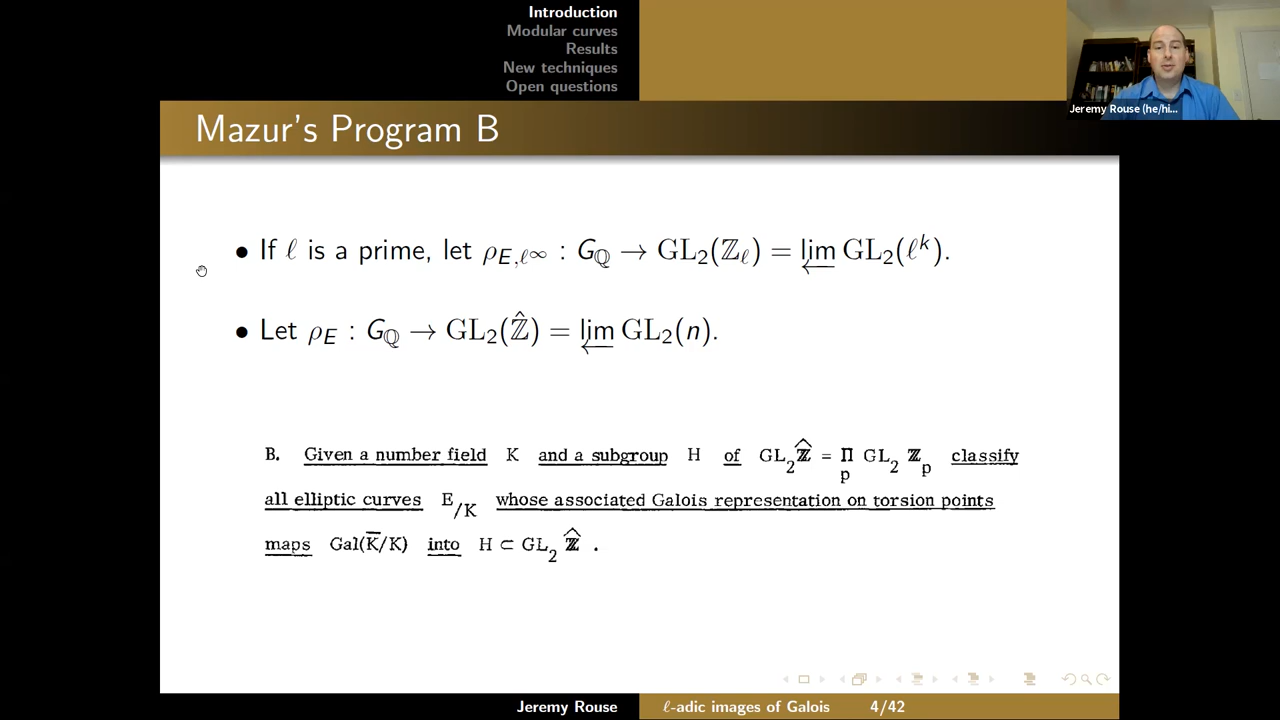 Introduction
Modular curves
Results
New techniques
Open questions
Jeremy Rouse (he/hi...
Mazur's Program B
• If ℓ is a prime, let ρ_{E,ℓ^∞} : G_ℚ → GL₂(ℤ_ℓ) = lim← GL₂(ℓ^k).
• Let ρ_E : G_ℚ → GL₂(ℤ̂) = lim← GL₂(n).
B. Given a number field K and a subgroup H of GL₂ ℤ̂ = Π_p GL₂ ℤ_p classify
all elliptic curves E_{/K} whose associated Galois representation on torsion points
maps Gal(K̄/K) into H ⊂ GL₂ ℤ̂ .
Jeremy Rouse ℓ-adic images of Galois 4/42